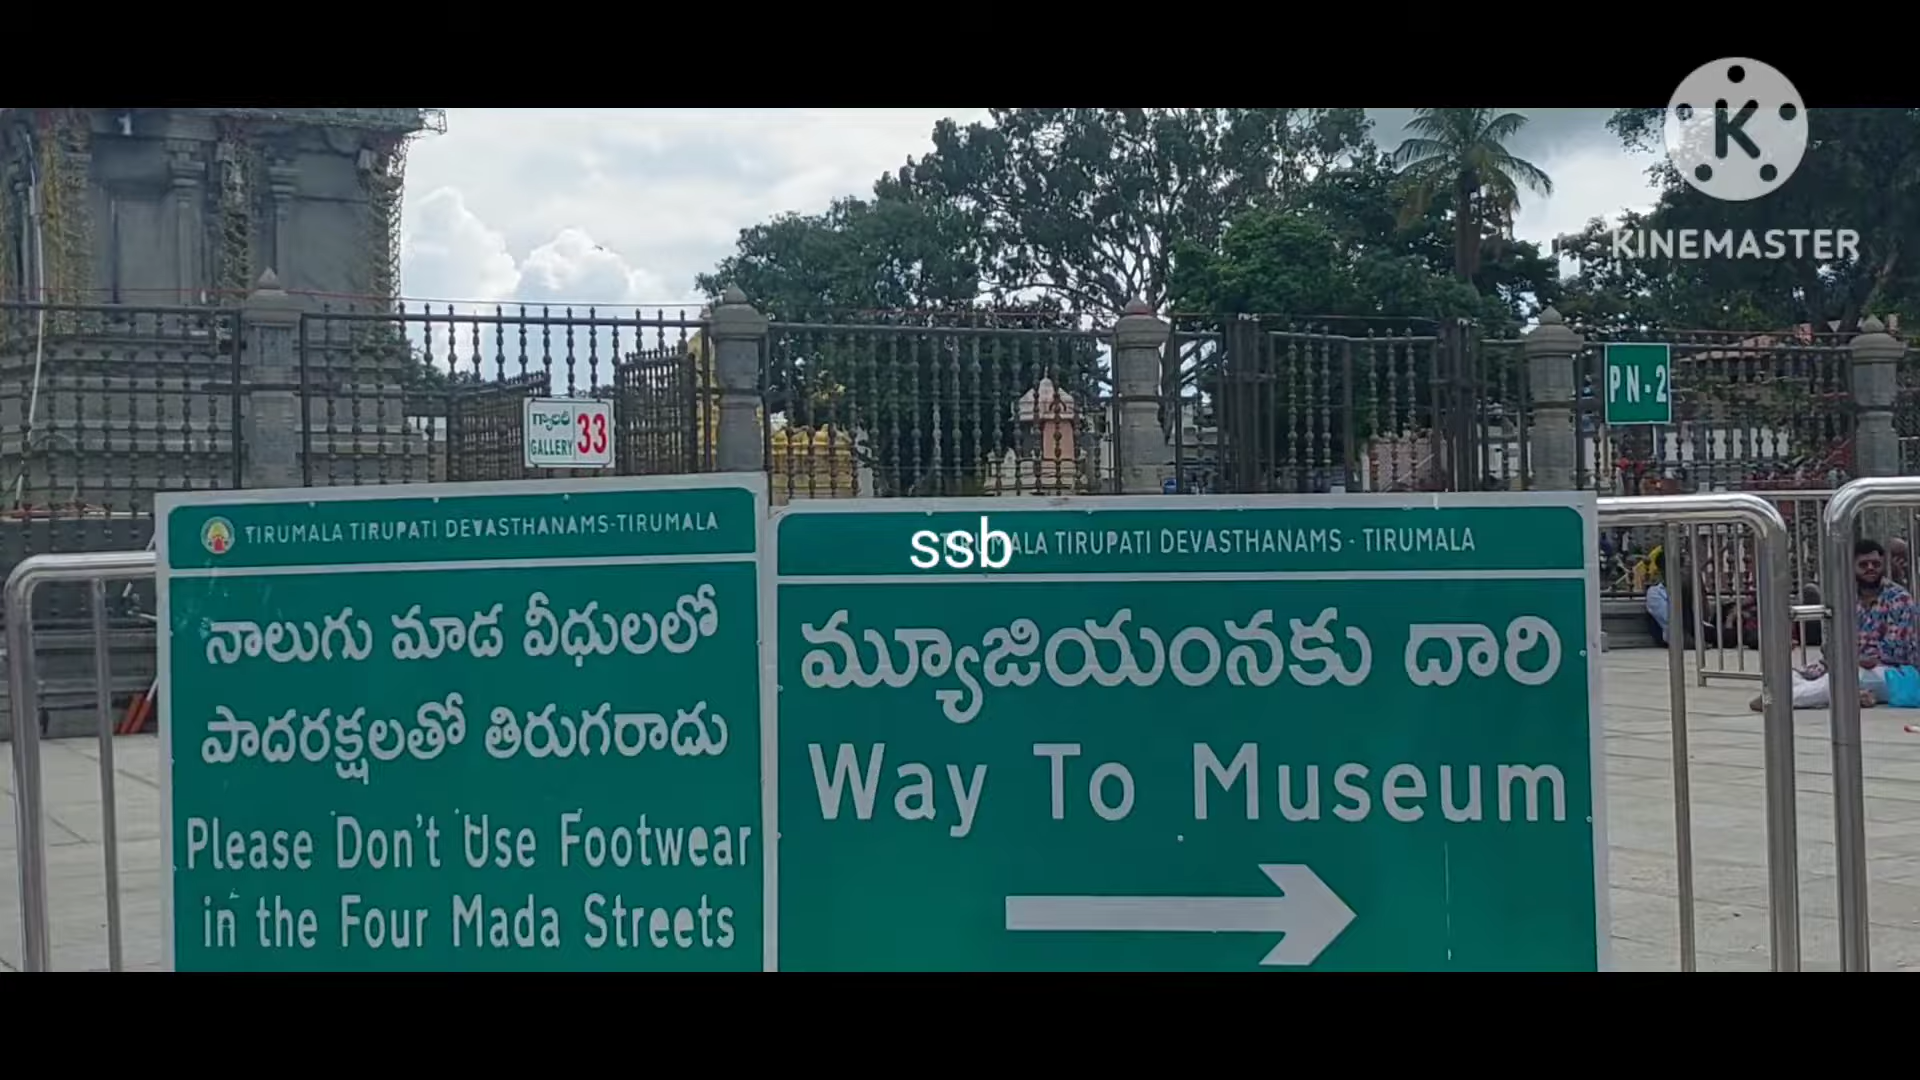 K
KINEMASTER
PN-2
గ్యాలరీ
GALLERY 33
TIRUMALA TIRUPATI DEVASTHANAMS-TIRUMALA
నాలుగు మాడ వీధులలో
పాదరక్షలతో తిరుగరాదు
Please Don't Use Footwear
in the Four Mada Streets
ssb
TIRUPATI DEVASTHANAMS - TIRUMALA
మ్యూజియంనకు దారి
Way To Museum